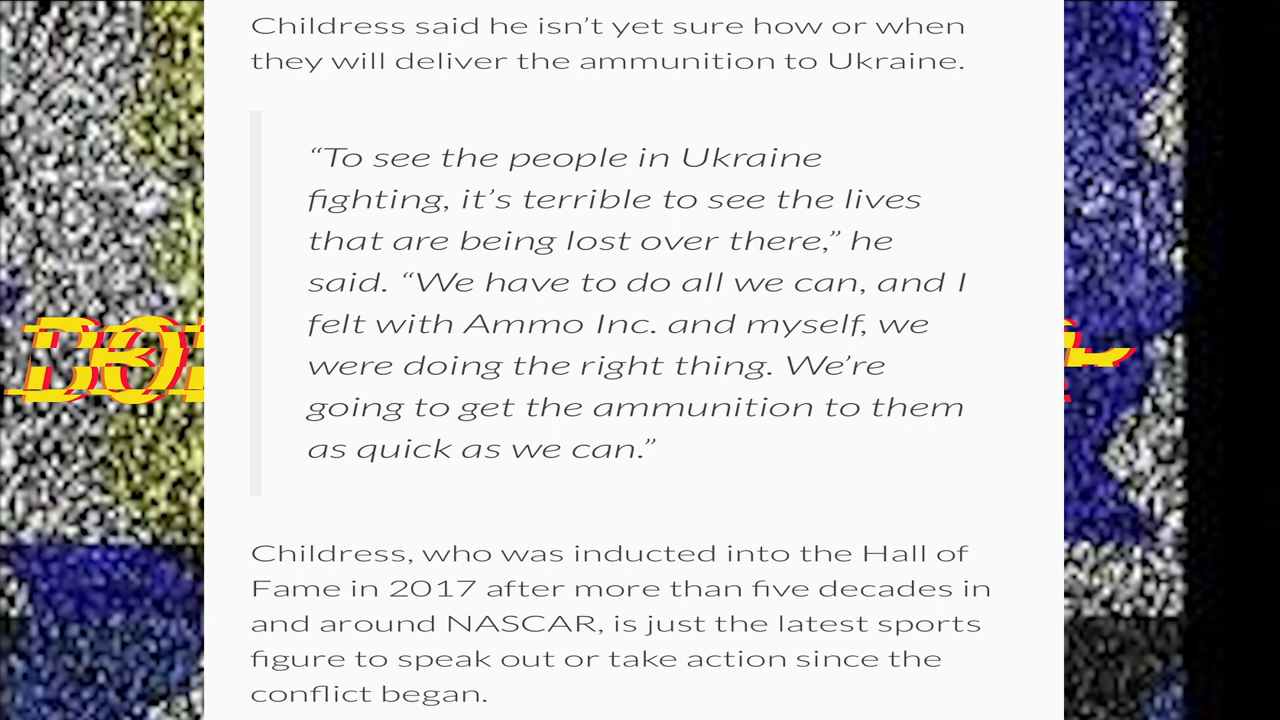 Childress said he isn’t yet sure how or when
they will deliver the ammunition to Ukraine.
“To see the people in Ukraine
fighting, it’s terrible to see the lives
that are being lost over there,” he
said. “We have to do all we can, and I
felt with Ammo Inc. and myself, we
were doing the right thing. We’re
going to get the ammunition to them
as quick as we can.”
Childress, who was inducted into the Hall of
Fame in 2017 after more than five decades in
and around NASCAR, is just the latest sports
figure to speak out or take action since the
conflict began.